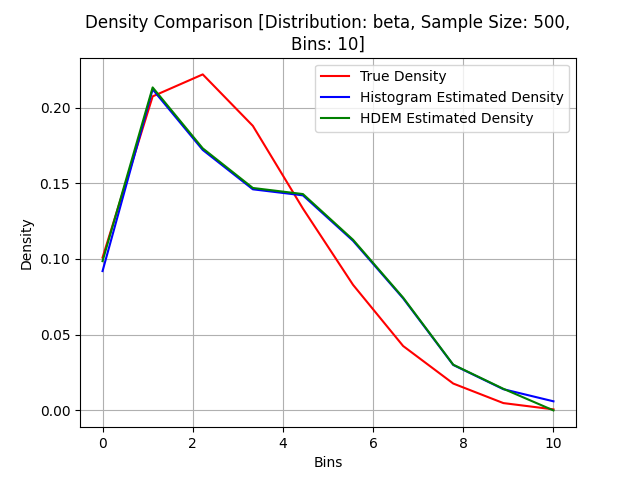 Density Comparison [Distribution: beta, Sample Size: 500,
Bins: 10]
True Density
Histogram Estimated Density
HDEM Estimated Density
Density
0.20
0.15
0.10
0.05
0.00
0 2 4 6 8 10
Bins